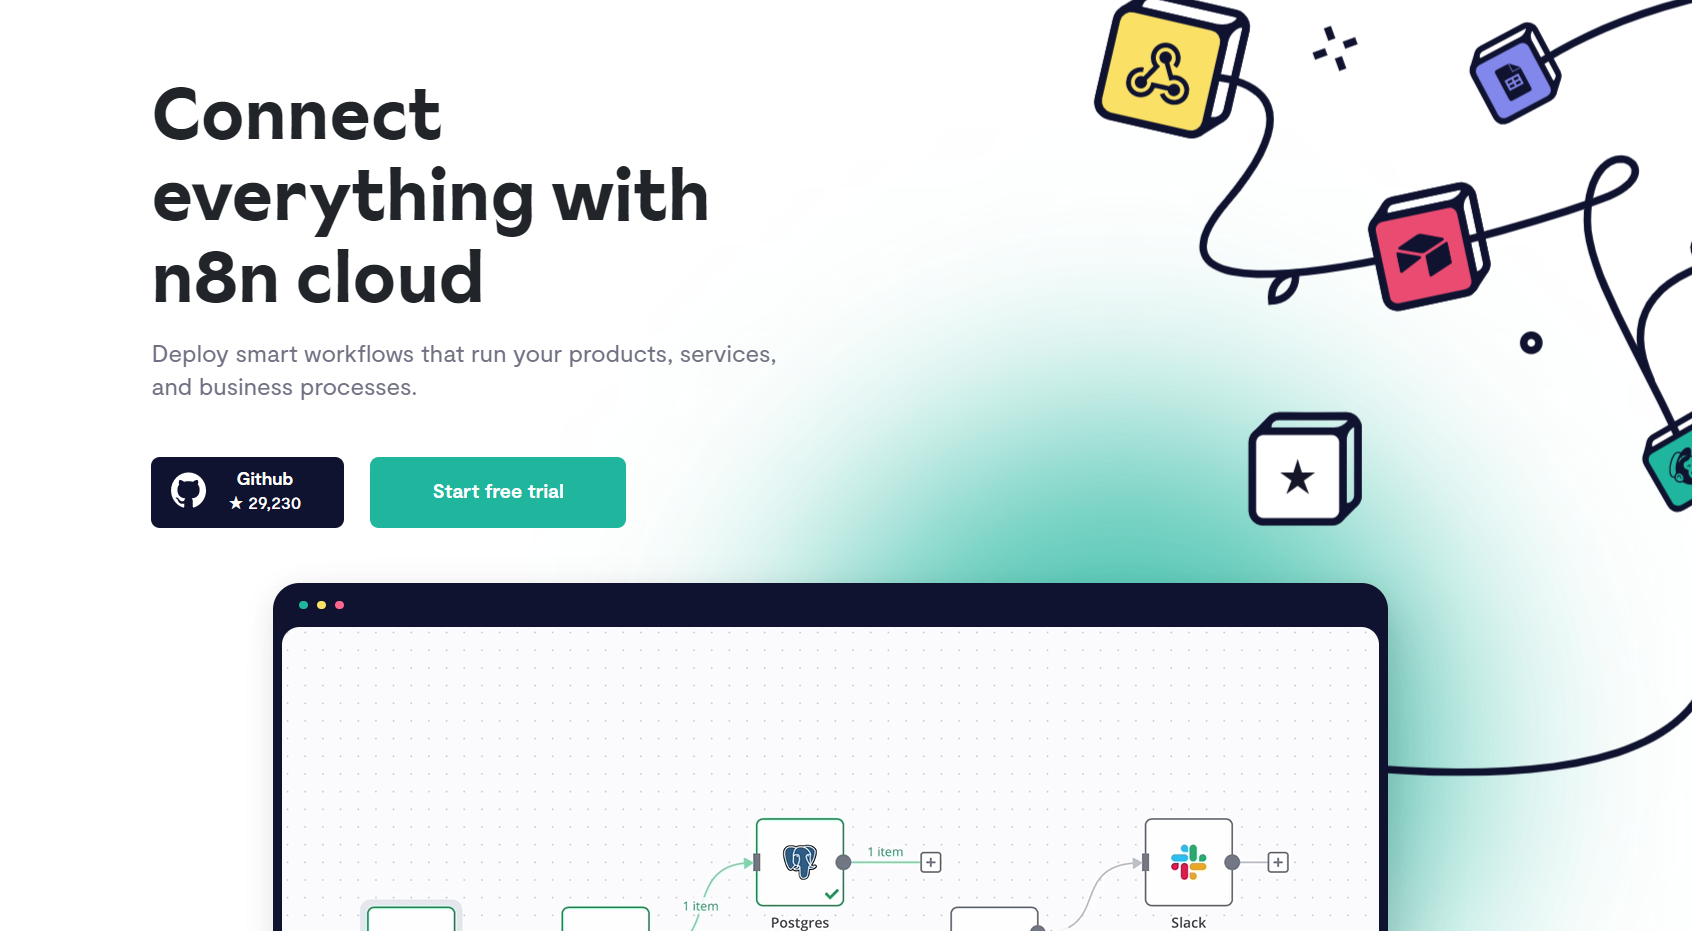 Connect
everything with
n8n cloud
Deploy smart workflows that run your products, services,
and business processes.
Github
★ 29,230
Start free trial
1 item
1 item
Postgres
Slack